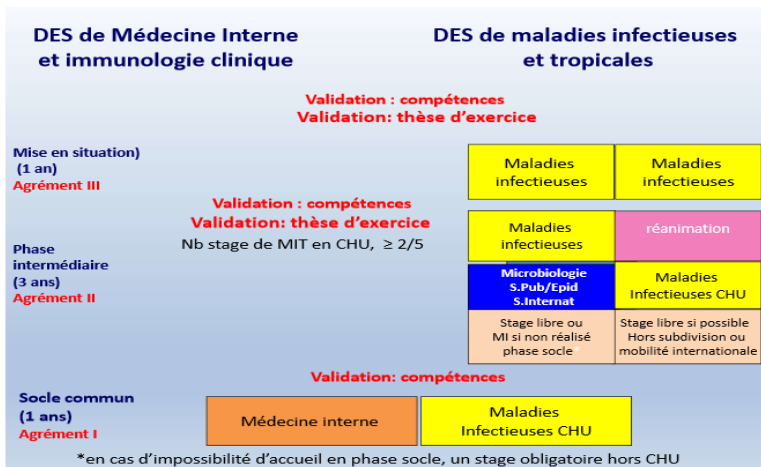 DES de Médecine Interne
et immunologie clinique
DES de maladies infectieuses
et tropicales
Validation : compétences
Validation: thèse d'exercice
Mise en situation)
(1 an)
Agrément III
Maladies
infectieuses
Maladies
infectieuses
Validation : compétences
Validation: thèse d'exercice
Nb stage de MIT en CHU, ≥ 2/5
Phase
intermédiaire
(3 ans)
Agrément II
Maladies
infectieuses
réanimation
Microbiologie
S.Pub/Epid
S.Internat
Maladies
Infectieuses CHU
Stage libre ou
MI si non réalisé
phase socle*
Stage libre si possible
Hors subdivision ou
mobilité internationale
Validation: compétences
Socle commun
(1 ans)
Agrément I
Médecine interne
Maladies
Infectieuses CHU
*en cas d'impossibilité d'accueil en phase socle, un stage obligatoire hors CHU